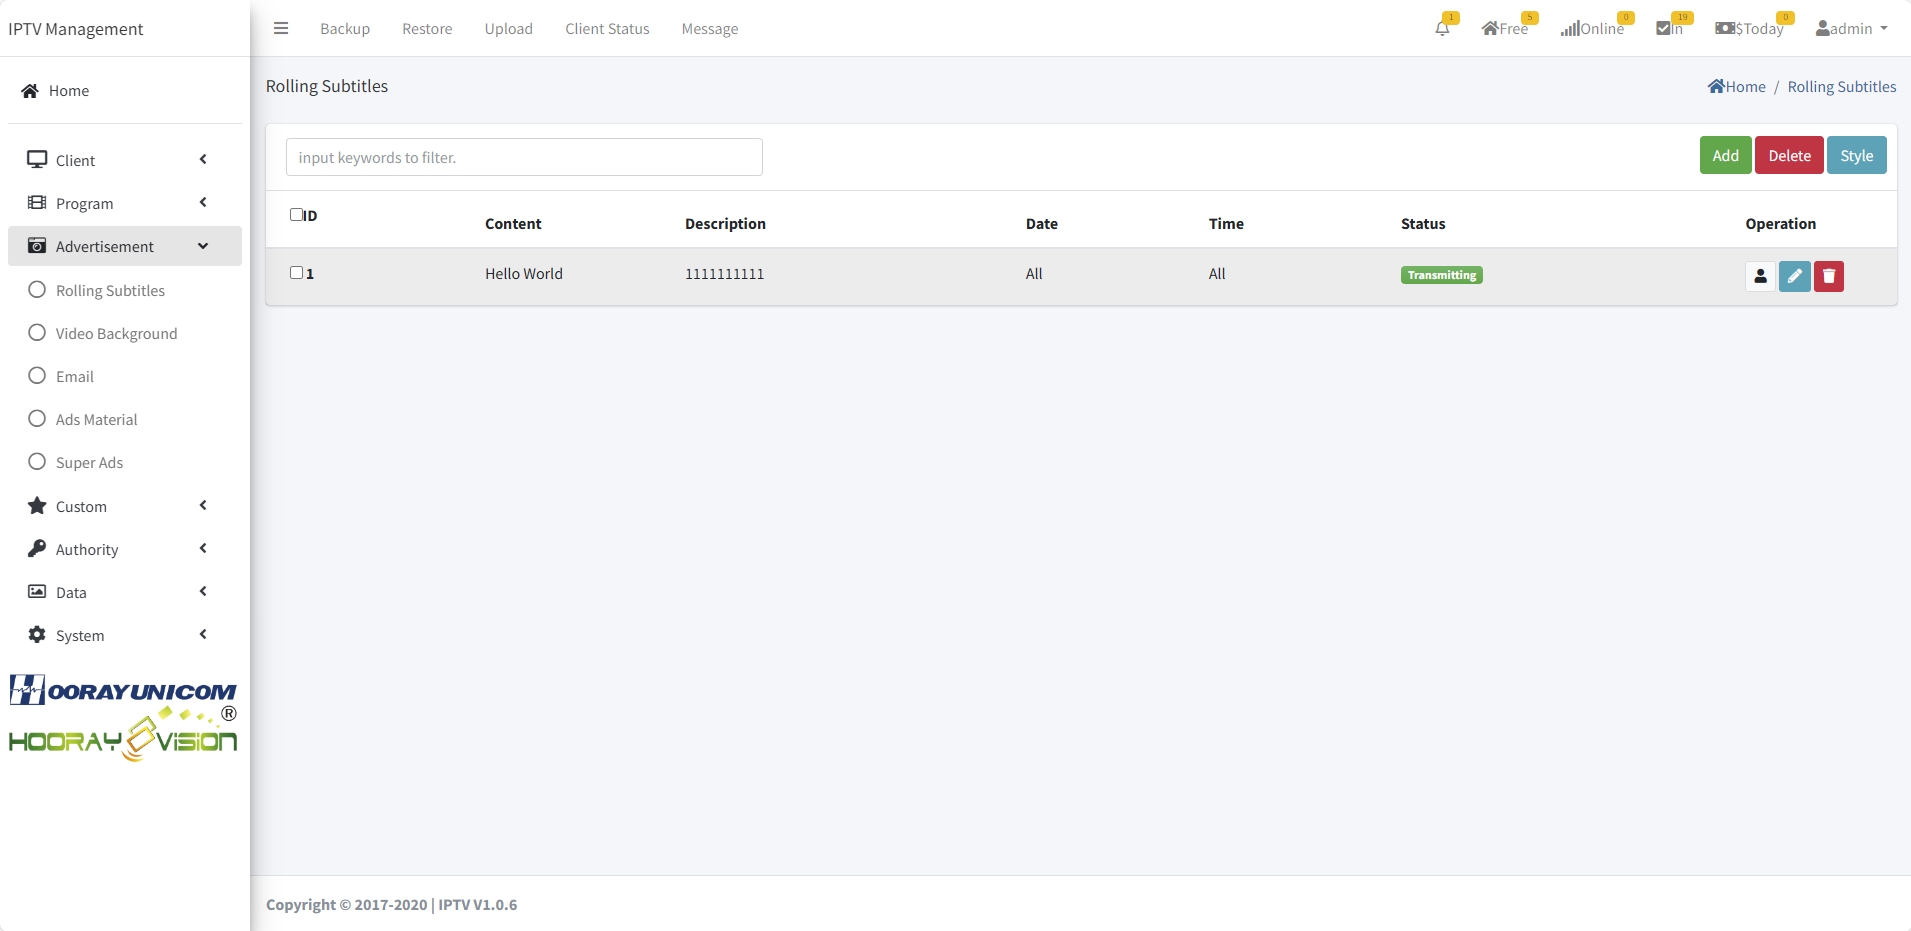 IPTV Management
Backup Restore Upload Client Status Message
1
5
0
19
0
Free Online In $Today admin
Home
Rolling Subtitles
Home / Rolling Subtitles
Client
Program
Advertisement
Rolling Subtitles
Video Background
Email
Ads Material
Super Ads
Custom
Authority
Data
System
HOORAYUNICOM
®
HOORAY VISION
input keywords to filter.
Add Delete Style
ID Content Description Date Time Status Operation
1 Hello World 1111111111 All All Transmitting
Copyright © 2017-2020 | IPTV V1.0.6